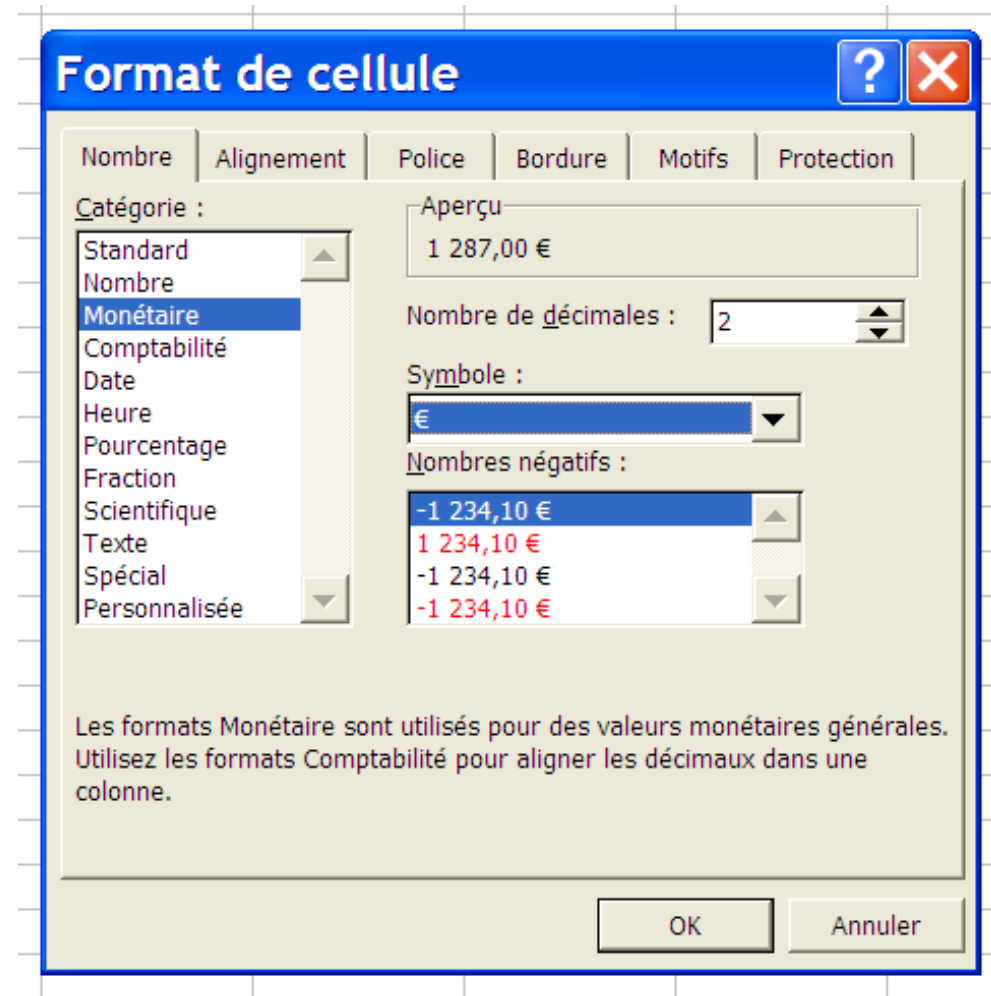 Format de cellule
?
Nombre Alignement Police Bordure Motifs Protection
Catégorie :
Standard
Nombre
Monétaire
Comptabilité
Date
Heure
Pourcentage
Fraction
Scientifique
Texte
Spécial
Personnalisée
Aperçu
1 287,00 €
Nombre de décimales : 2
Symbole :
€
Nombres négatifs :
-1 234,10 €
1 234,10 €
-1 234,10 €
-1 234,10 €
Les formats Monétaire sont utilisés pour des valeurs monétaires générales.
Utilisez les formats Comptabilité pour aligner les décimaux dans une
colonne.
OK Annuler